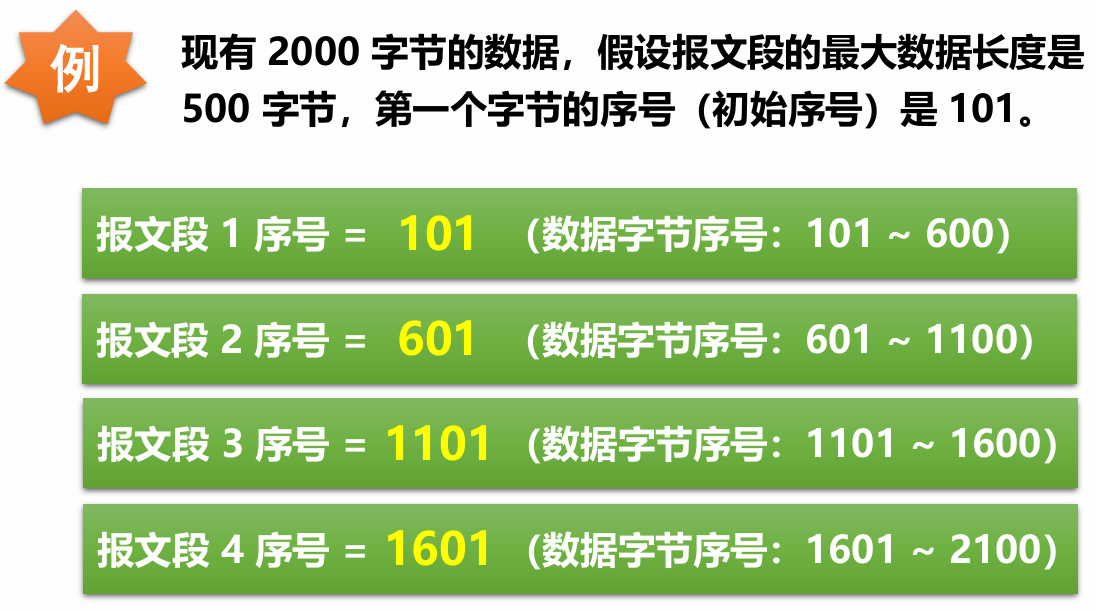 例
现有 2000 字节的数据，假设报文段的最大数据长度是
500 字节，第一个字节的序号（初始序号）是 101。
报文段 1 序号 = 101 （数据字节序号：101 ~ 600）
报文段 2 序号 = 601 （数据字节序号：601 ~ 1100）
报文段 3 序号 = 1101 （数据字节序号：1101 ~ 1600）
报文段 4 序号 = 1601 （数据字节序号：1601 ~ 2100）